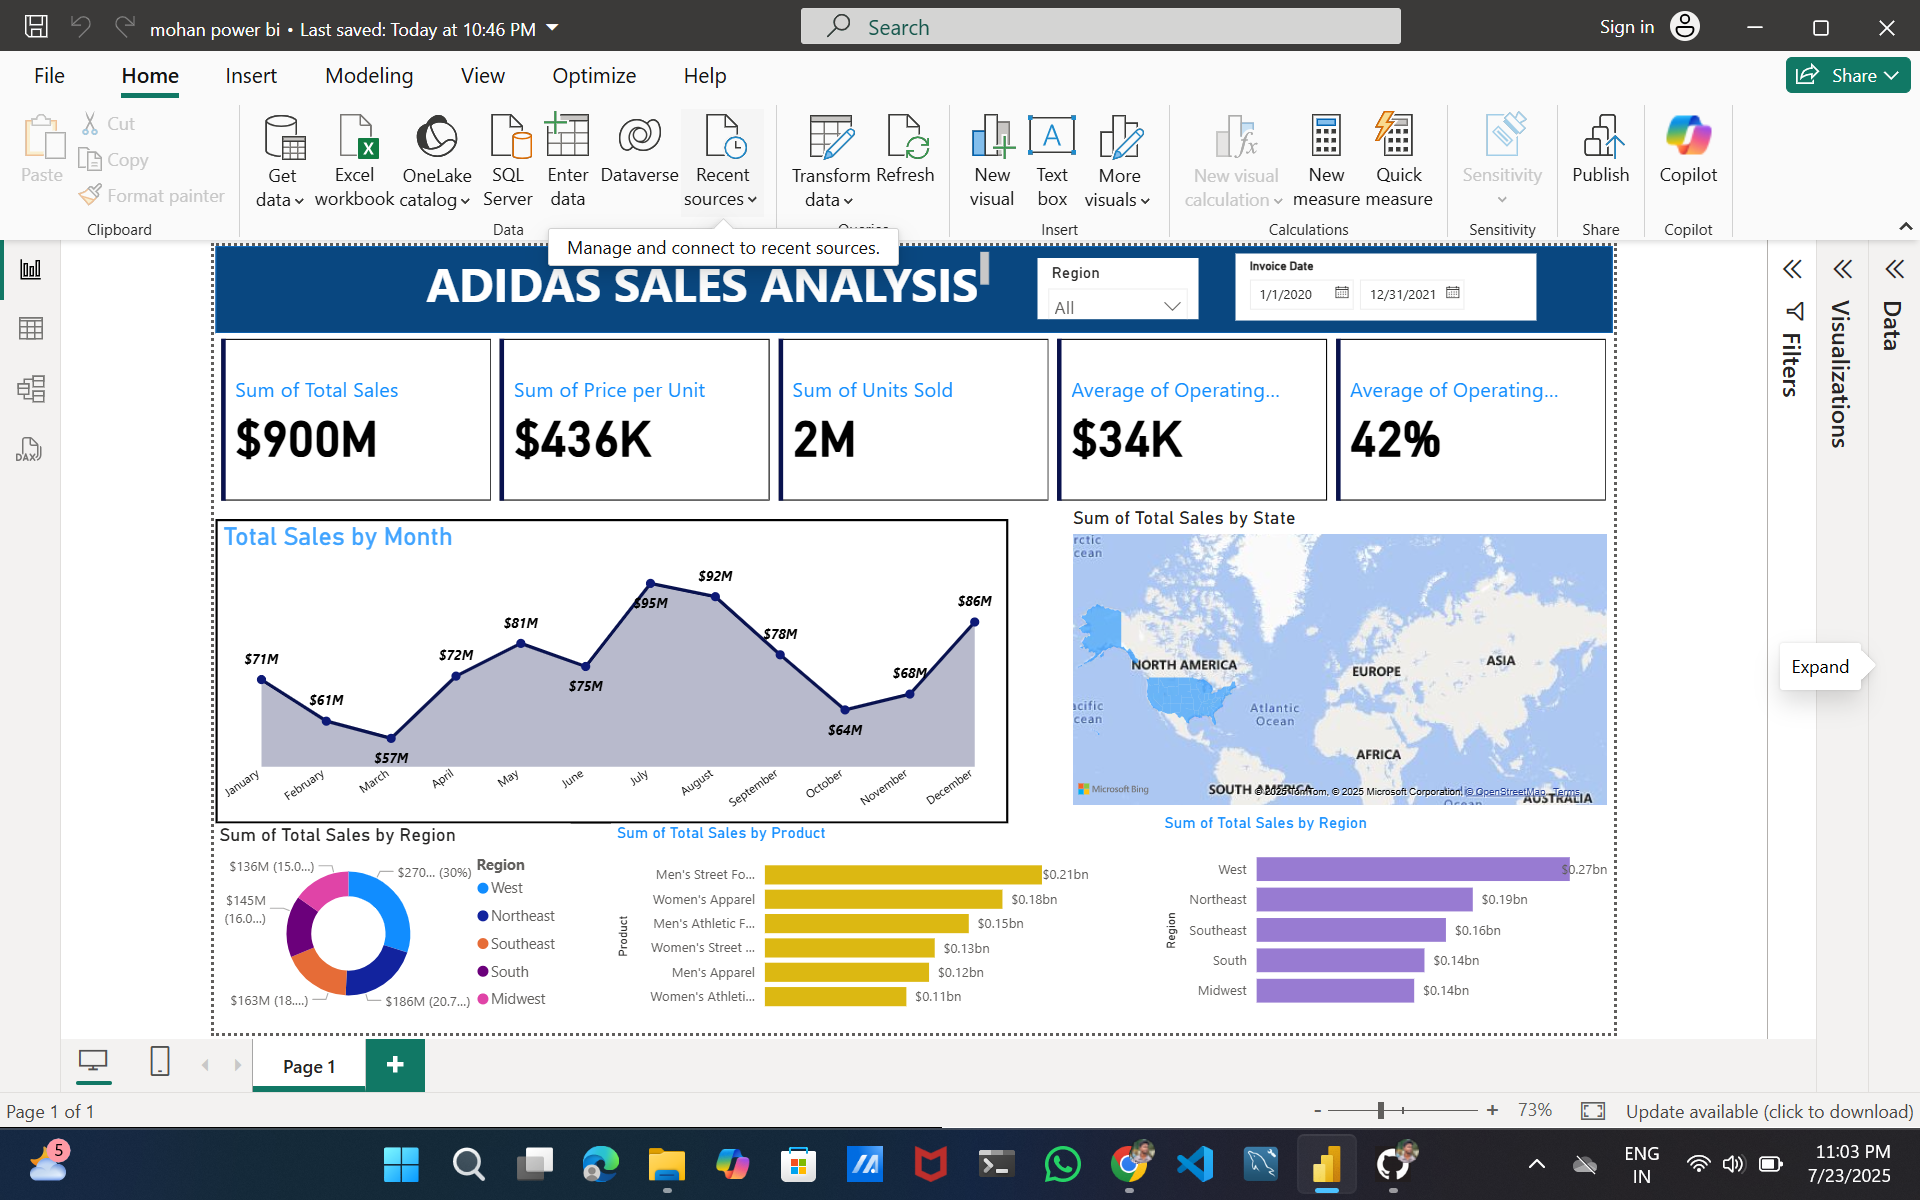 mohan power bi • Last saved: Today at 10:46 PM
Search
Sign in
File
Home
Insert
Modeling
View
Optimize
Help
Share
Paste
Cut
Copy
Format painter
Clipboard
Get data
Excel workbook
OneLake catalog
SQL Server
Enter data
Dataverse
Recent sources
Data
Transform data
Refresh
New visual
Text box
More visuals
Insert
New visual calculation
New measure
Quick measure
Calculations
Sensitivity
Sensitivity
Publish
Share
Copilot
Copilot
Manage and connect to recent sources.
ADIDAS SALES ANALYSIS
Region
All
Invoice Date
1/1/2020
12/31/2021
Sum of Total Sales
$900M
Sum of Price per Unit
$436K
Sum of Units Sold
2M
Average of Operating...
$34K
Average of Operating...
42%
Total Sales by Month
$71M
$61M
$57M
$72M
$81M
$75M
$95M
$92M
$78M
$64M
$68M
$86M
January
February
March
April
May
June
July
August
September
October
November
December
Sum of Total Sales by State
rctic
cean
NORTH AMERICA
EUROPE
ASIA
acific
cean
Atlantic
Ocean
AFRICA
Microsoft Bing
SOUTH AMERICA
© 2025 TomTom, © 2025 Microsoft Corporation, © OpenStreetMap Terms
AUSTRALIA
Sum of Total Sales by Region
$136M (15.0...)
$270... (30%)
$145M
(16.0...)
$163M (18....)
$186M (20.7...)
Region
West
Northeast
Southeast
South
Midwest
Sum of Total Sales by Product
Product
Men's Street Fo...
$0.21bn
Women's Apparel
$0.18bn
Men's Athletic F...
$0.15bn
Women's Street ...
$0.13bn
Men's Apparel
$0.12bn
Women's Athleti...
$0.11bn
Sum of Total Sales by Region
Region
West
$0.27bn
Northeast
$0.19bn
Southeast
$0.16bn
South
$0.14bn
Midwest
$0.14bn
Filters
Visualizations
Data
Expand
DAX
Page 1
Page 1 of 1
73%
Update available (click to download)
5
ENG
IN
11:03 PM
7/23/2025